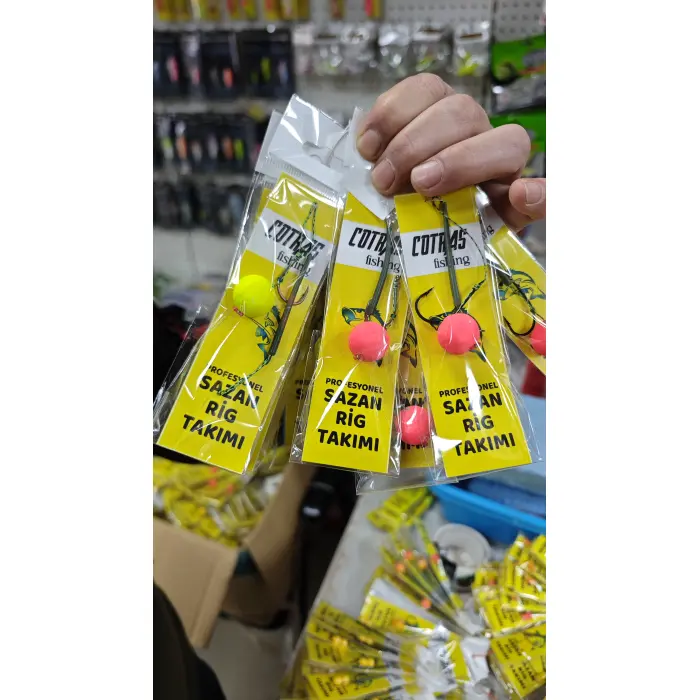 COTRAS
fishing
PROFESYONEL
SAZAN
RİG
TAKIMI
COTRAS
fishing
PROFESYONEL
SAZAN
RİG
TAKIMI
COTRAS
fishing
PROFESYONEL
SAZAN
RİG
TAKIMI